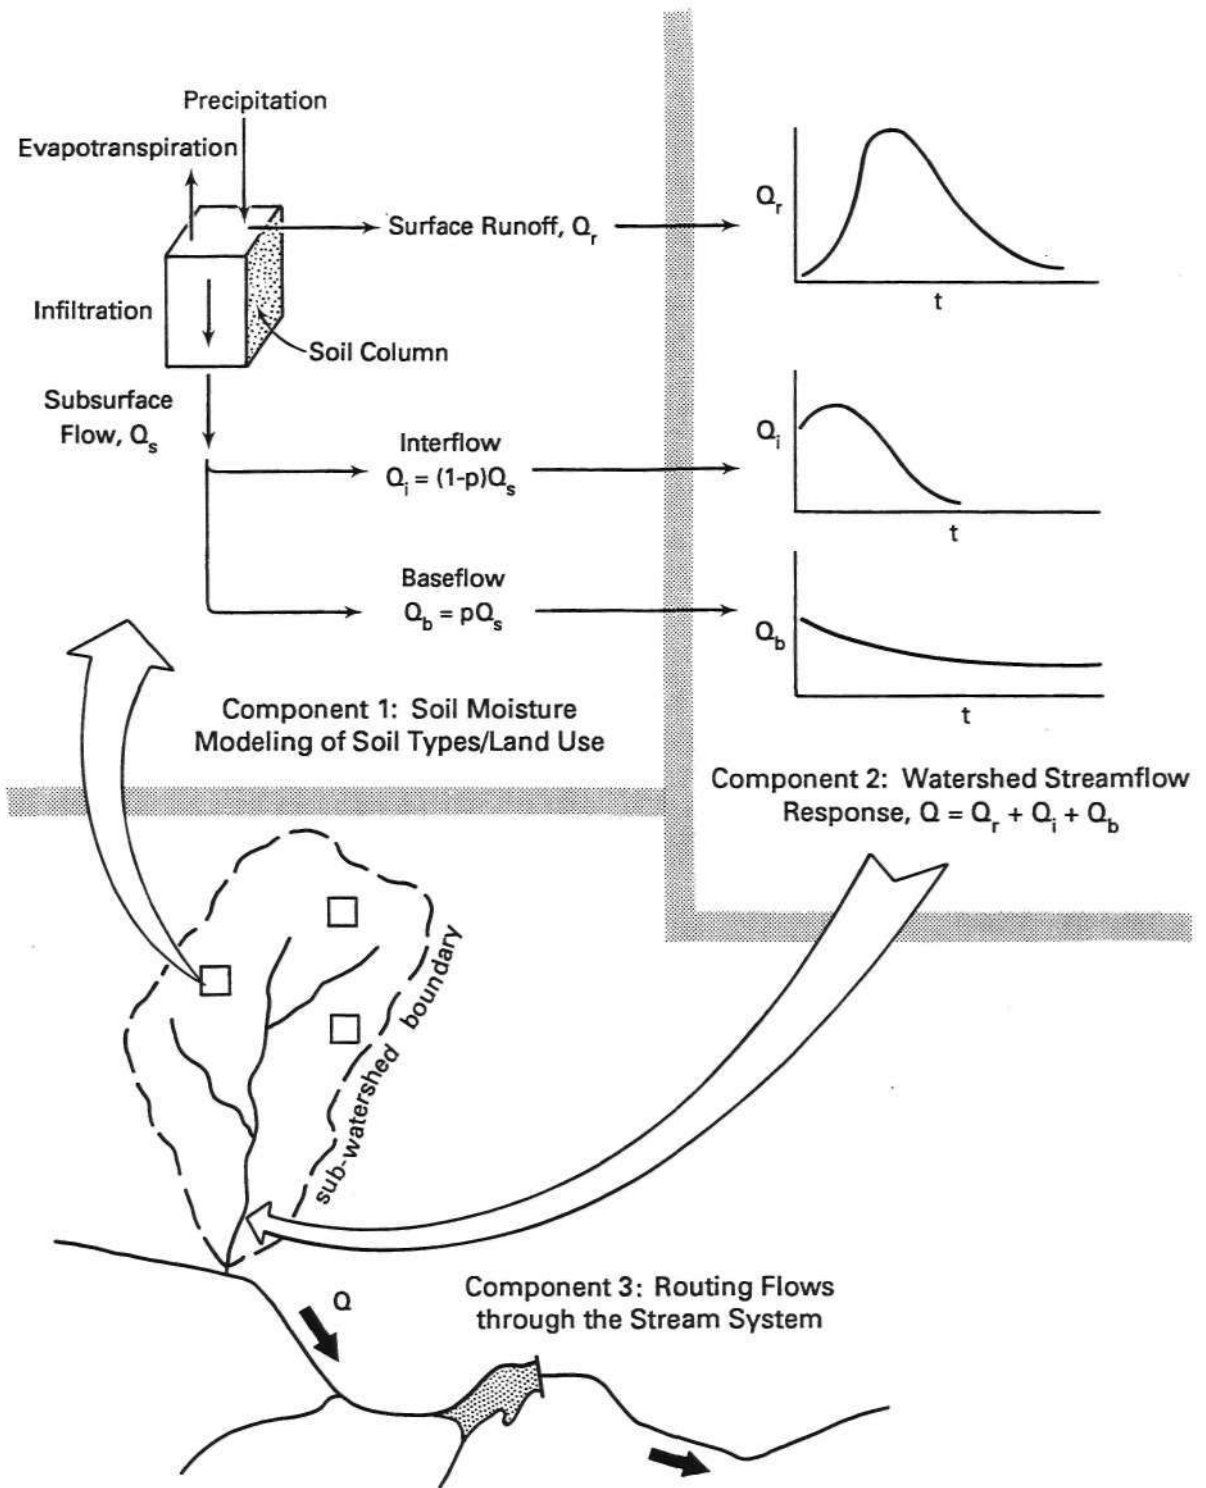 Precipitation
Evapotranspiration
Surface Runoff, Qr
Infiltration
Soil Column
Subsurface
Flow, Qs
Interflow
Qi = (1-p)Qs
Baseflow
Qb = pQs
Component 1: Soil Moisture
Modeling of Soil Types/Land Use
Qr
t
Qi
t
Qb
t
Component 2: Watershed Streamflow
Response, Q = Qr + Qi + Qb
sub-watershed boundary
Q
Component 3: Routing Flows
through the Stream System